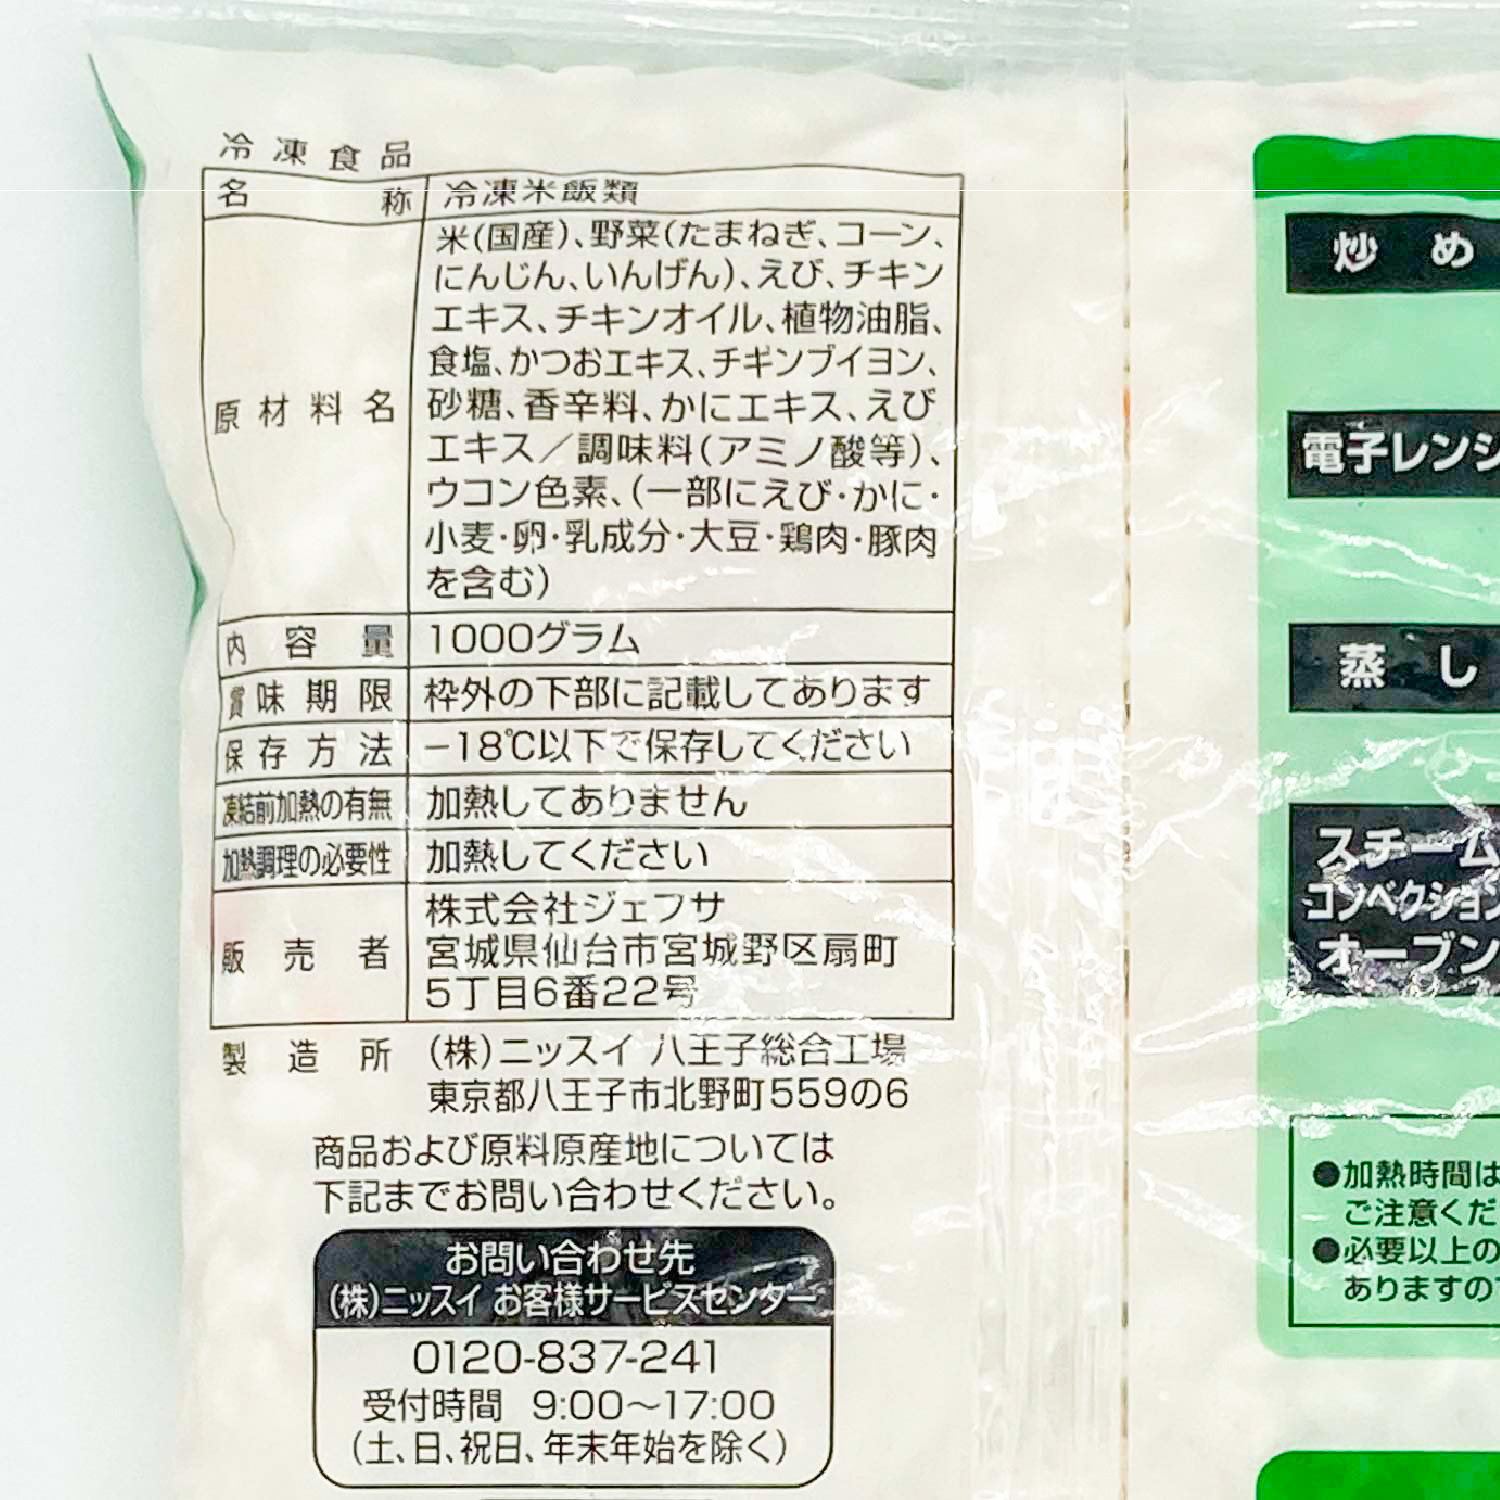 冷凍食品
名称 冷凍米飯類
原材料名 米(国産)、野菜(たまねぎ、コーン、
にんじん、いんげん)、えび、チキン
エキス、チキンオイル、植物油脂、
食塩、かつおエキス、チキンブイヨン、
砂糖、香辛料、かにエキス、えび
エキス／調味料(アミノ酸等)、
ウコン色素、(一部にえび・かに・
小麦・卵・乳成分・大豆・鶏肉・豚肉
を含む)
内容量 1000グラム
賞味期限 枠外の下部に記載してあります
保存方法 −18℃以下で保存してください
凍結前加熱の有無 加熱してありません
加熱調理の必要性 加熱してください
販売者 株式会社ジェフサ
宮城県仙台市宮城野区扇町
5丁目6番22号
製造所 (株)ニッスイ 八王子総合工場
東京都八王子市北野町559の6
商品および原料原産地については
下記までお問い合わせください。
お問い合わせ先
(株)ニッスイ お客様サービスセンター
0120-837-241
受付時間 9:00〜17:00
(土、日、祝日、年末年始を除く)
炒め
電子レンジ
蒸し
スチーム
コンベクション
オーブン
●加熱時間は
ご注意くだ
●必要以上の
ありますので